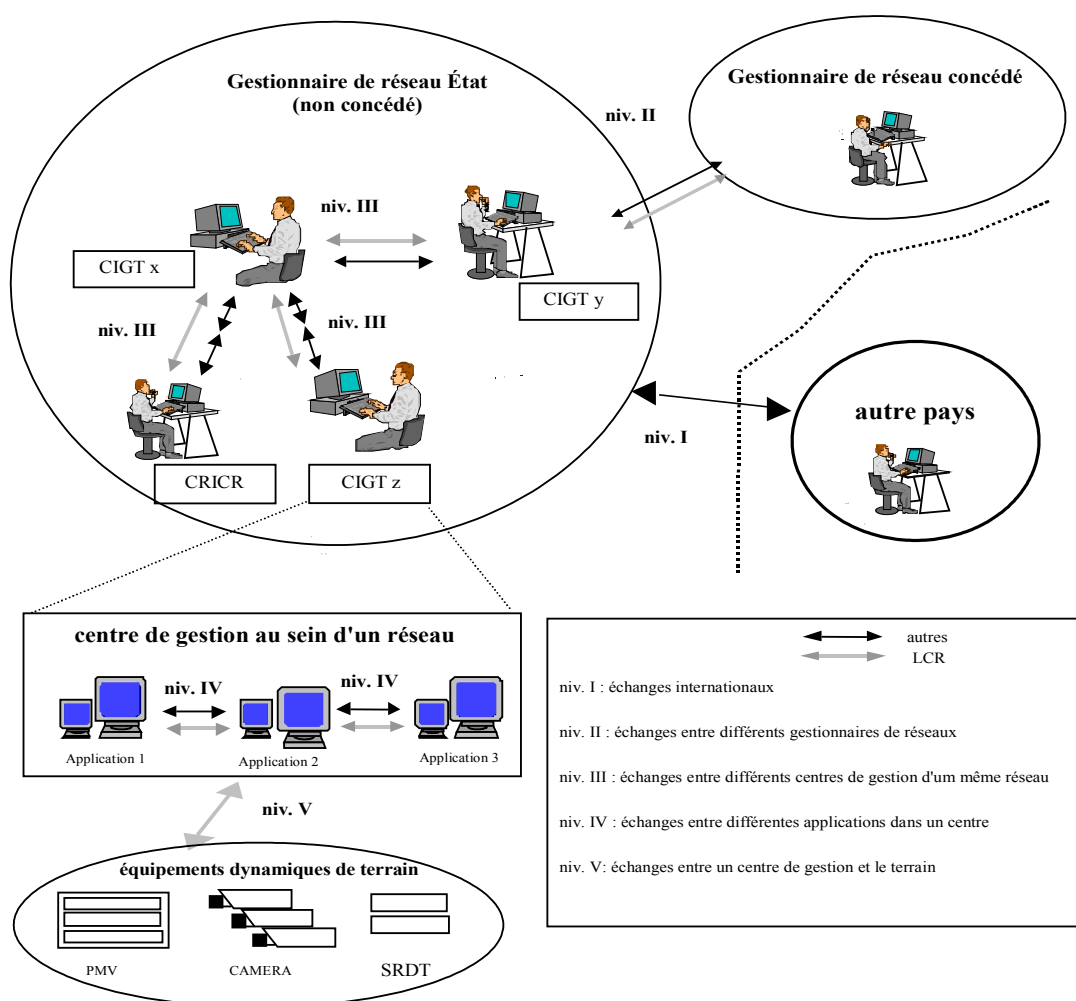 Gestionnaire de réseau État
(non concédé)
Gestionnaire de réseau concédé
niv. II
niv. III
CIGT x
CIGT y
niv. III
niv. III
CRICR
CIGT z
niv. I
autre pays
centre de gestion au sein d'un réseau
niv. IV
niv. IV
Application 1
Application 2
Application 3
niv. V
équipements dynamiques de terrain
PMV
CAMERA
SRDT
autres
LCR
niv. I : échanges internationaux
niv. II : échanges entre différents gestionnaires de réseaux
niv. III : échanges entre différents centres de gestion d'um même réseau
niv. IV : échanges entre différentes applications dans un centre
niv. V: échanges entre un centre de gestion et le terrain